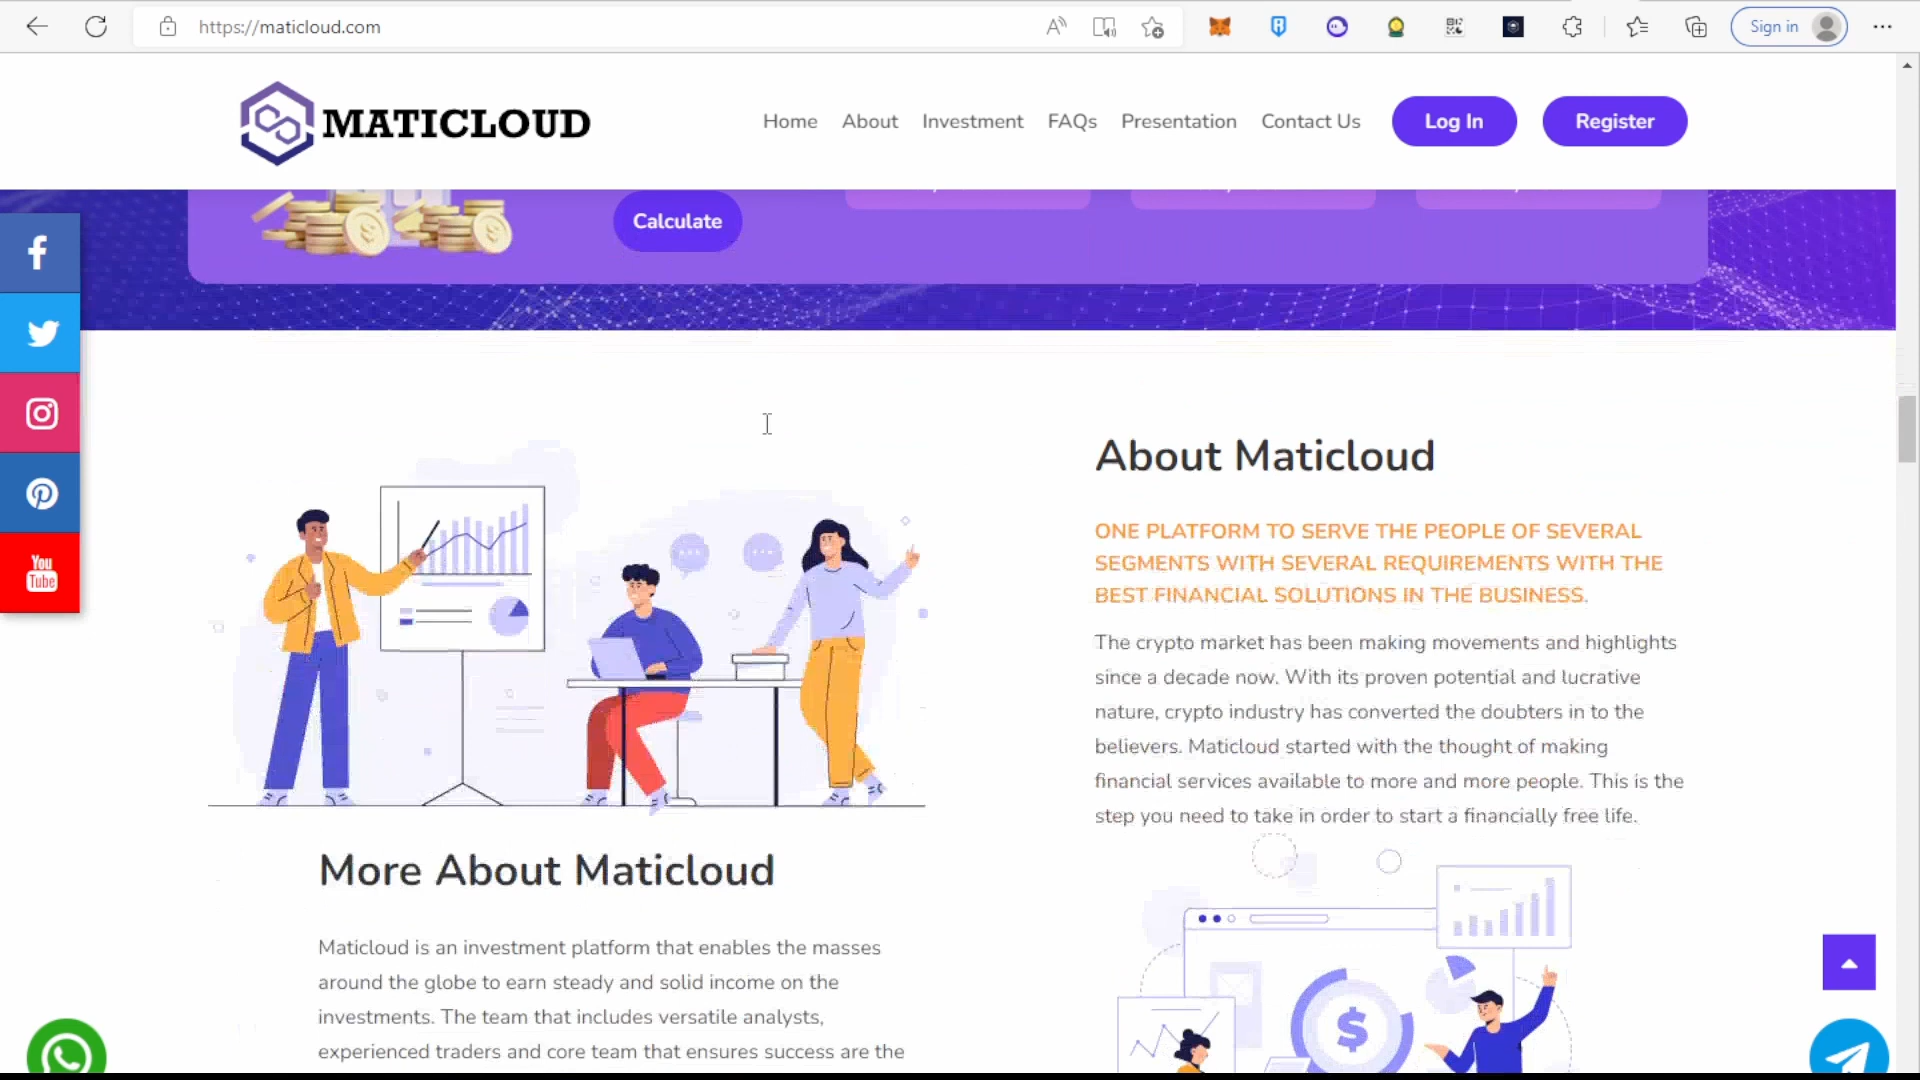 https://maticloud.com
Sign in
MATICLOUD
Home
About
Investment
FAQs
Presentation
Contact Us
Log In
Register
Calculate
You
Tube
About Maticloud
ONE PLATFORM TO SERVE THE PEOPLE OF SEVERAL
SEGMENTS WITH SEVERAL REQUIREMENTS WITH THE
BEST FINANCIAL SOLUTIONS IN THE BUSINESS.
The crypto market has been making movements and highlights
since a decade now. With its proven potential and lucrative
nature, crypto industry has converted the doubters in to the
believers. Maticloud started with the thought of making
financial services available to more and more people. This is the
step you need to take in order to start a financially free life.
More About Maticloud
Maticloud is an investment platform that enables the masses
around the globe to earn steady and solid income on the
investments. The team that includes versatile analysts,
experienced traders and core team that ensures success are the